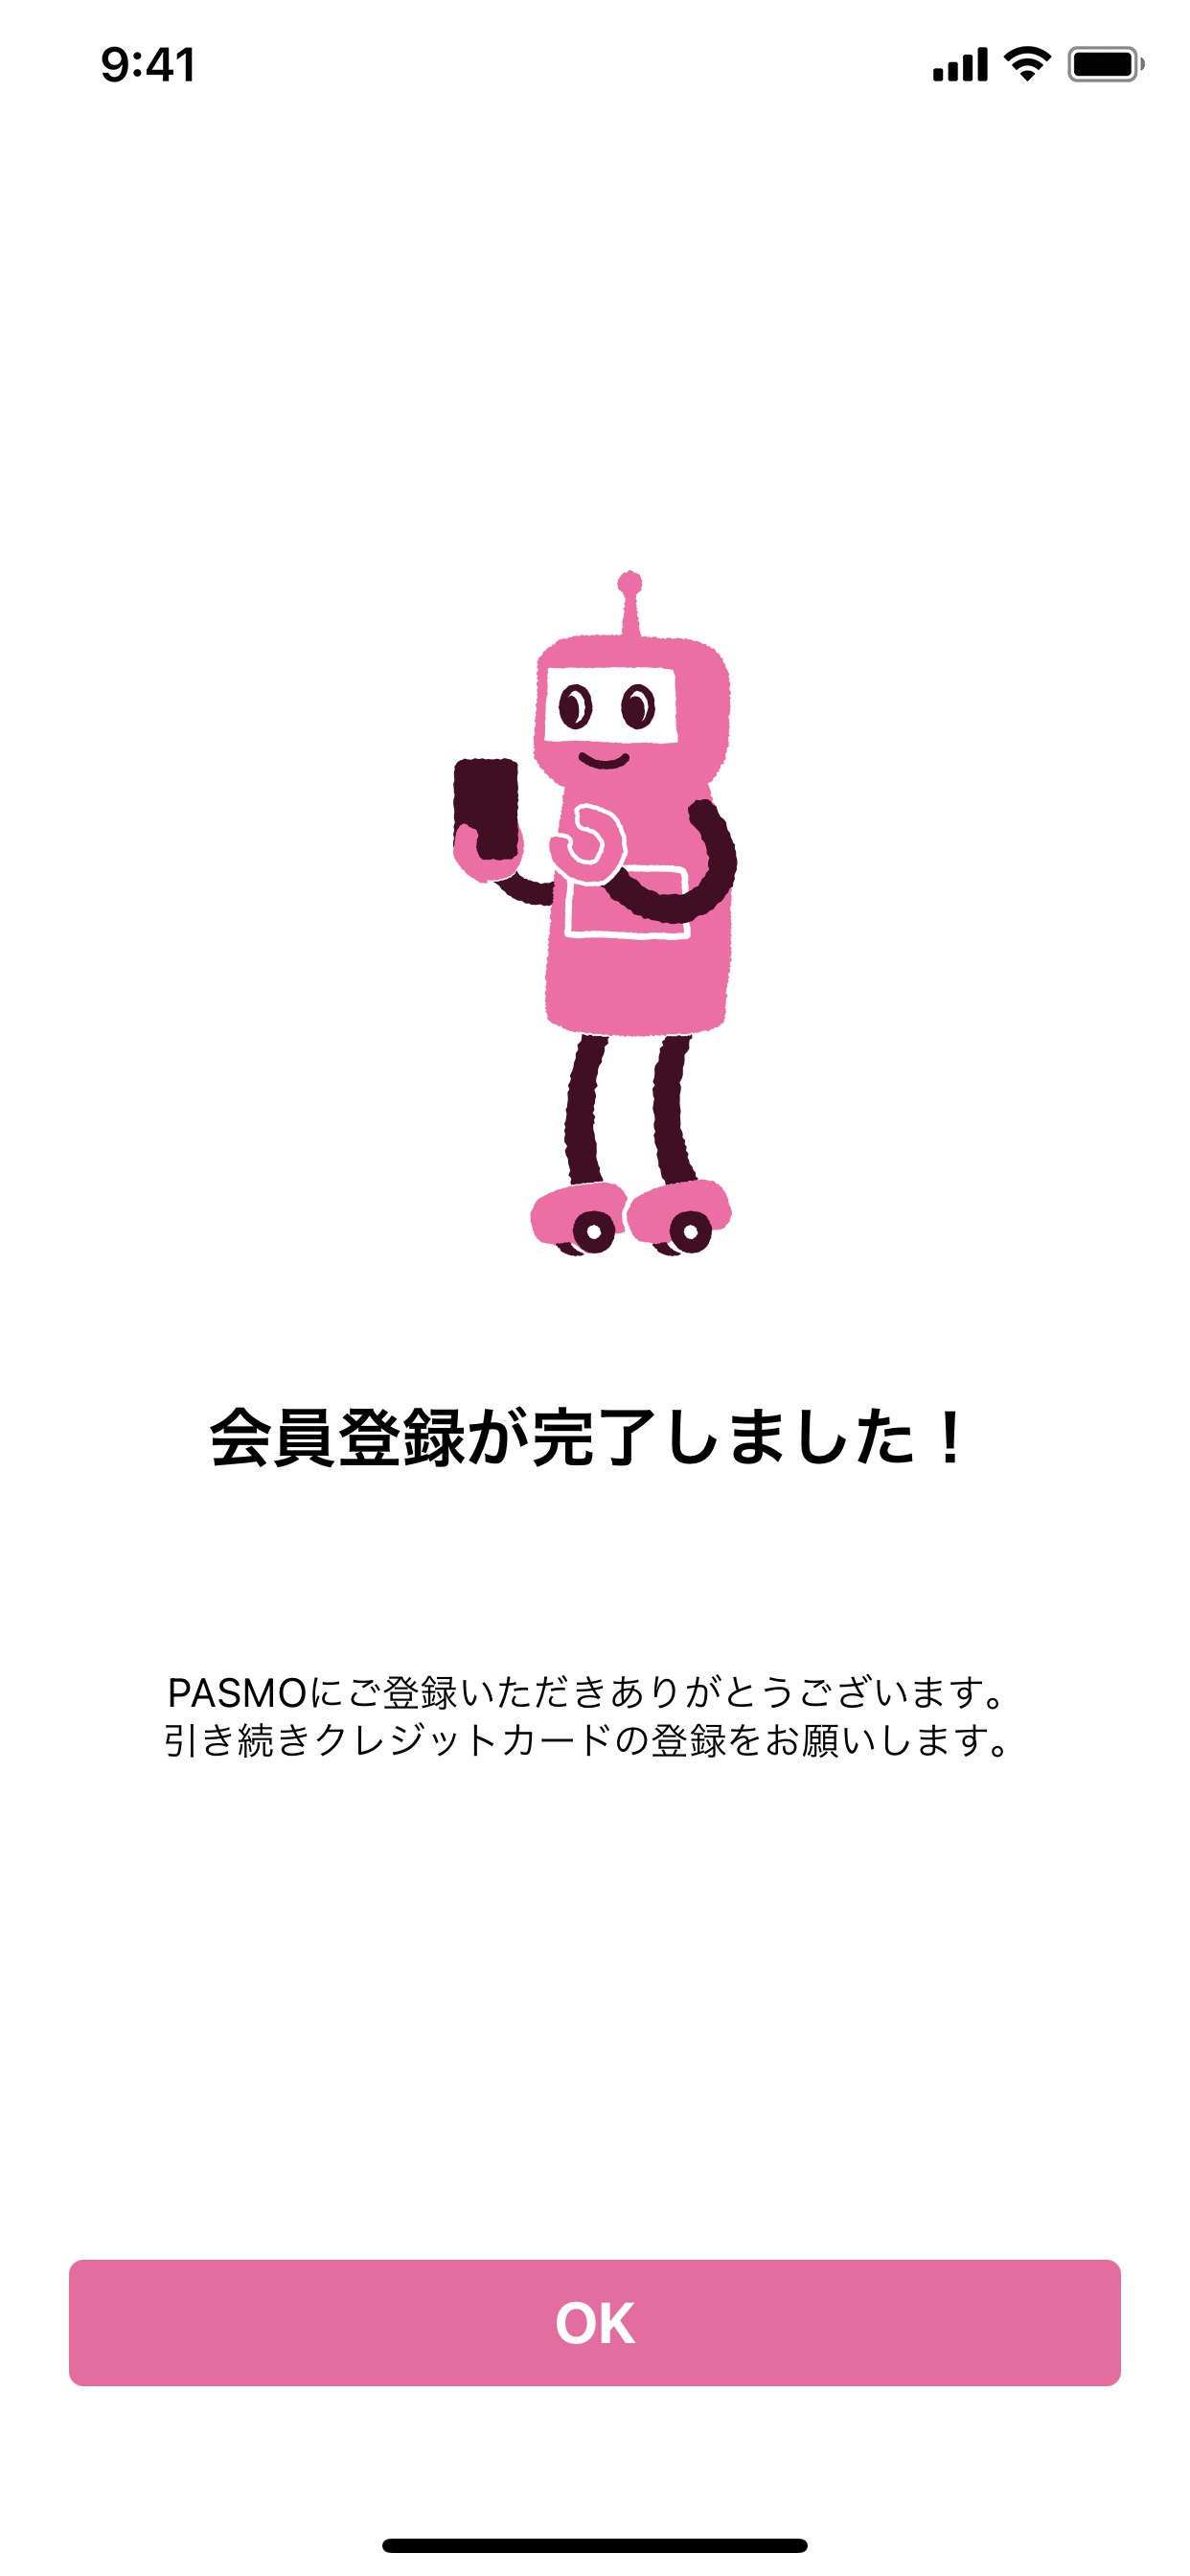 9:41
会員登録が完了しました！
PASMOにご登録いただきありがとうございます。
引き続きクレジットカードの登録をお願いします。
OK